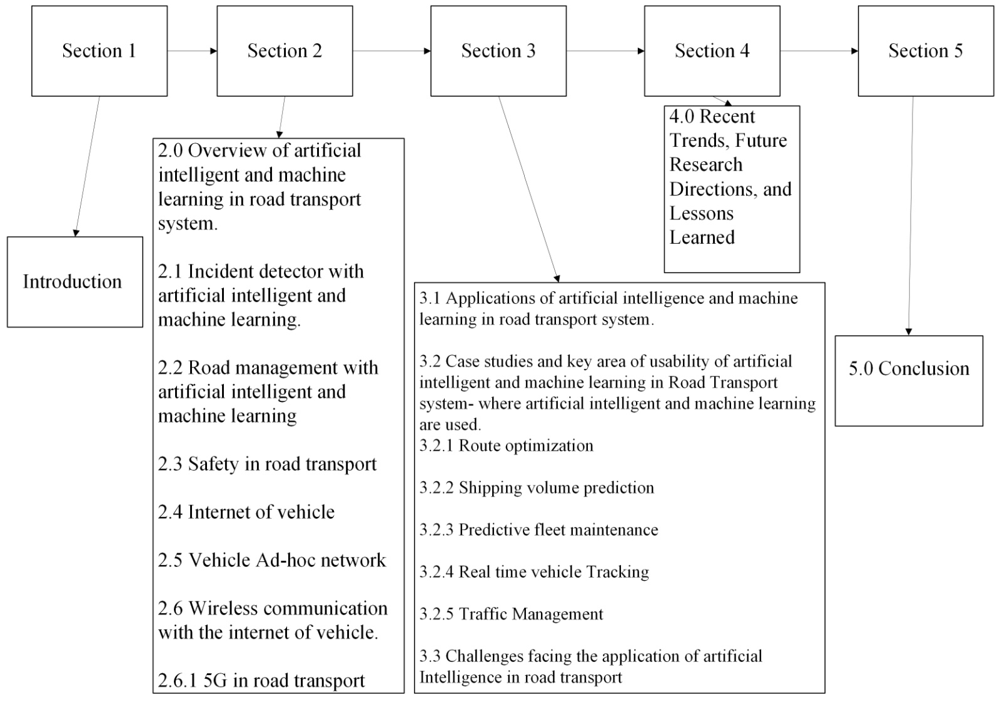 Section 1
Section 2
Section 3
Section 4
Section 5
Introduction
2.0 Overview of artificial
intelligent and machine
learning in road transport
system.
2.1 Incident detector with
artificial intelligent and
machine learning.
2.2 Road management with
artificial intelligent and
machine learning
2.3 Safety in road transport
2.4 Internet of vehicle
2.5 Vehicle Ad-hoc network
2.6 Wireless communication
with the internet of vehicle.
2.6.1 5G in road transport
3.1 Applications of artificial intelligence and machine
learning in road transport system.
3.2 Case studies and key area of usability of artificial
intelligent and machine learning in Road Transport
system- where artificial intelligent and machine learning
are used.
3.2.1 Route optimization
3.2.2 Shipping volume prediction
3.2.3 Predictive fleet maintenance
3.2.4 Real time vehicle Tracking
3.2.5 Traffic Management
3.3 Challenges facing the application of artificial
Intelligence in road transport
4.0 Recent
Trends, Future
Research
Directions, and
Lessons
Learned
5.0 Conclusion